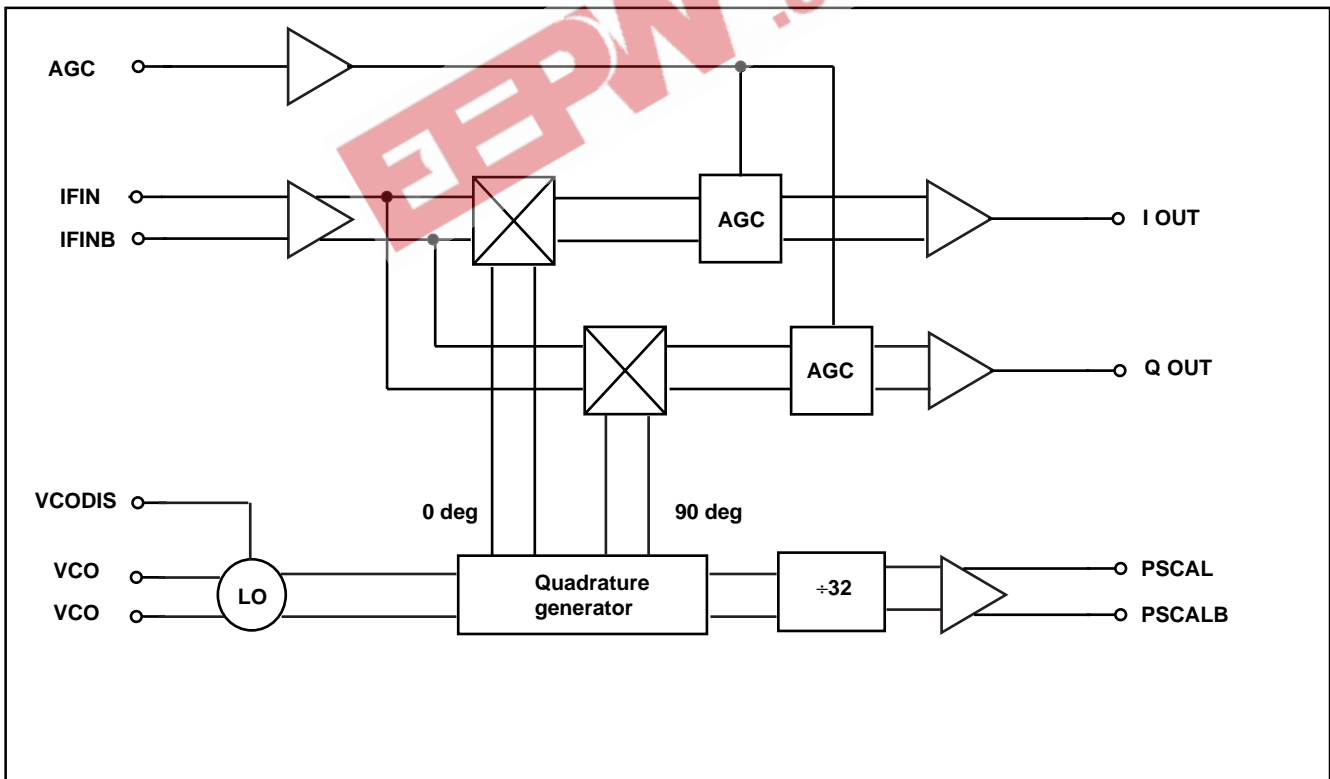 EEPW
AGC
IFIN
IFINB
AGC
I OUT
AGC
Q OUT
VCODIS
0 deg
90 deg
VCO
VCO
LO
Quadrature
generator
÷32
PSCAL
PSCALB